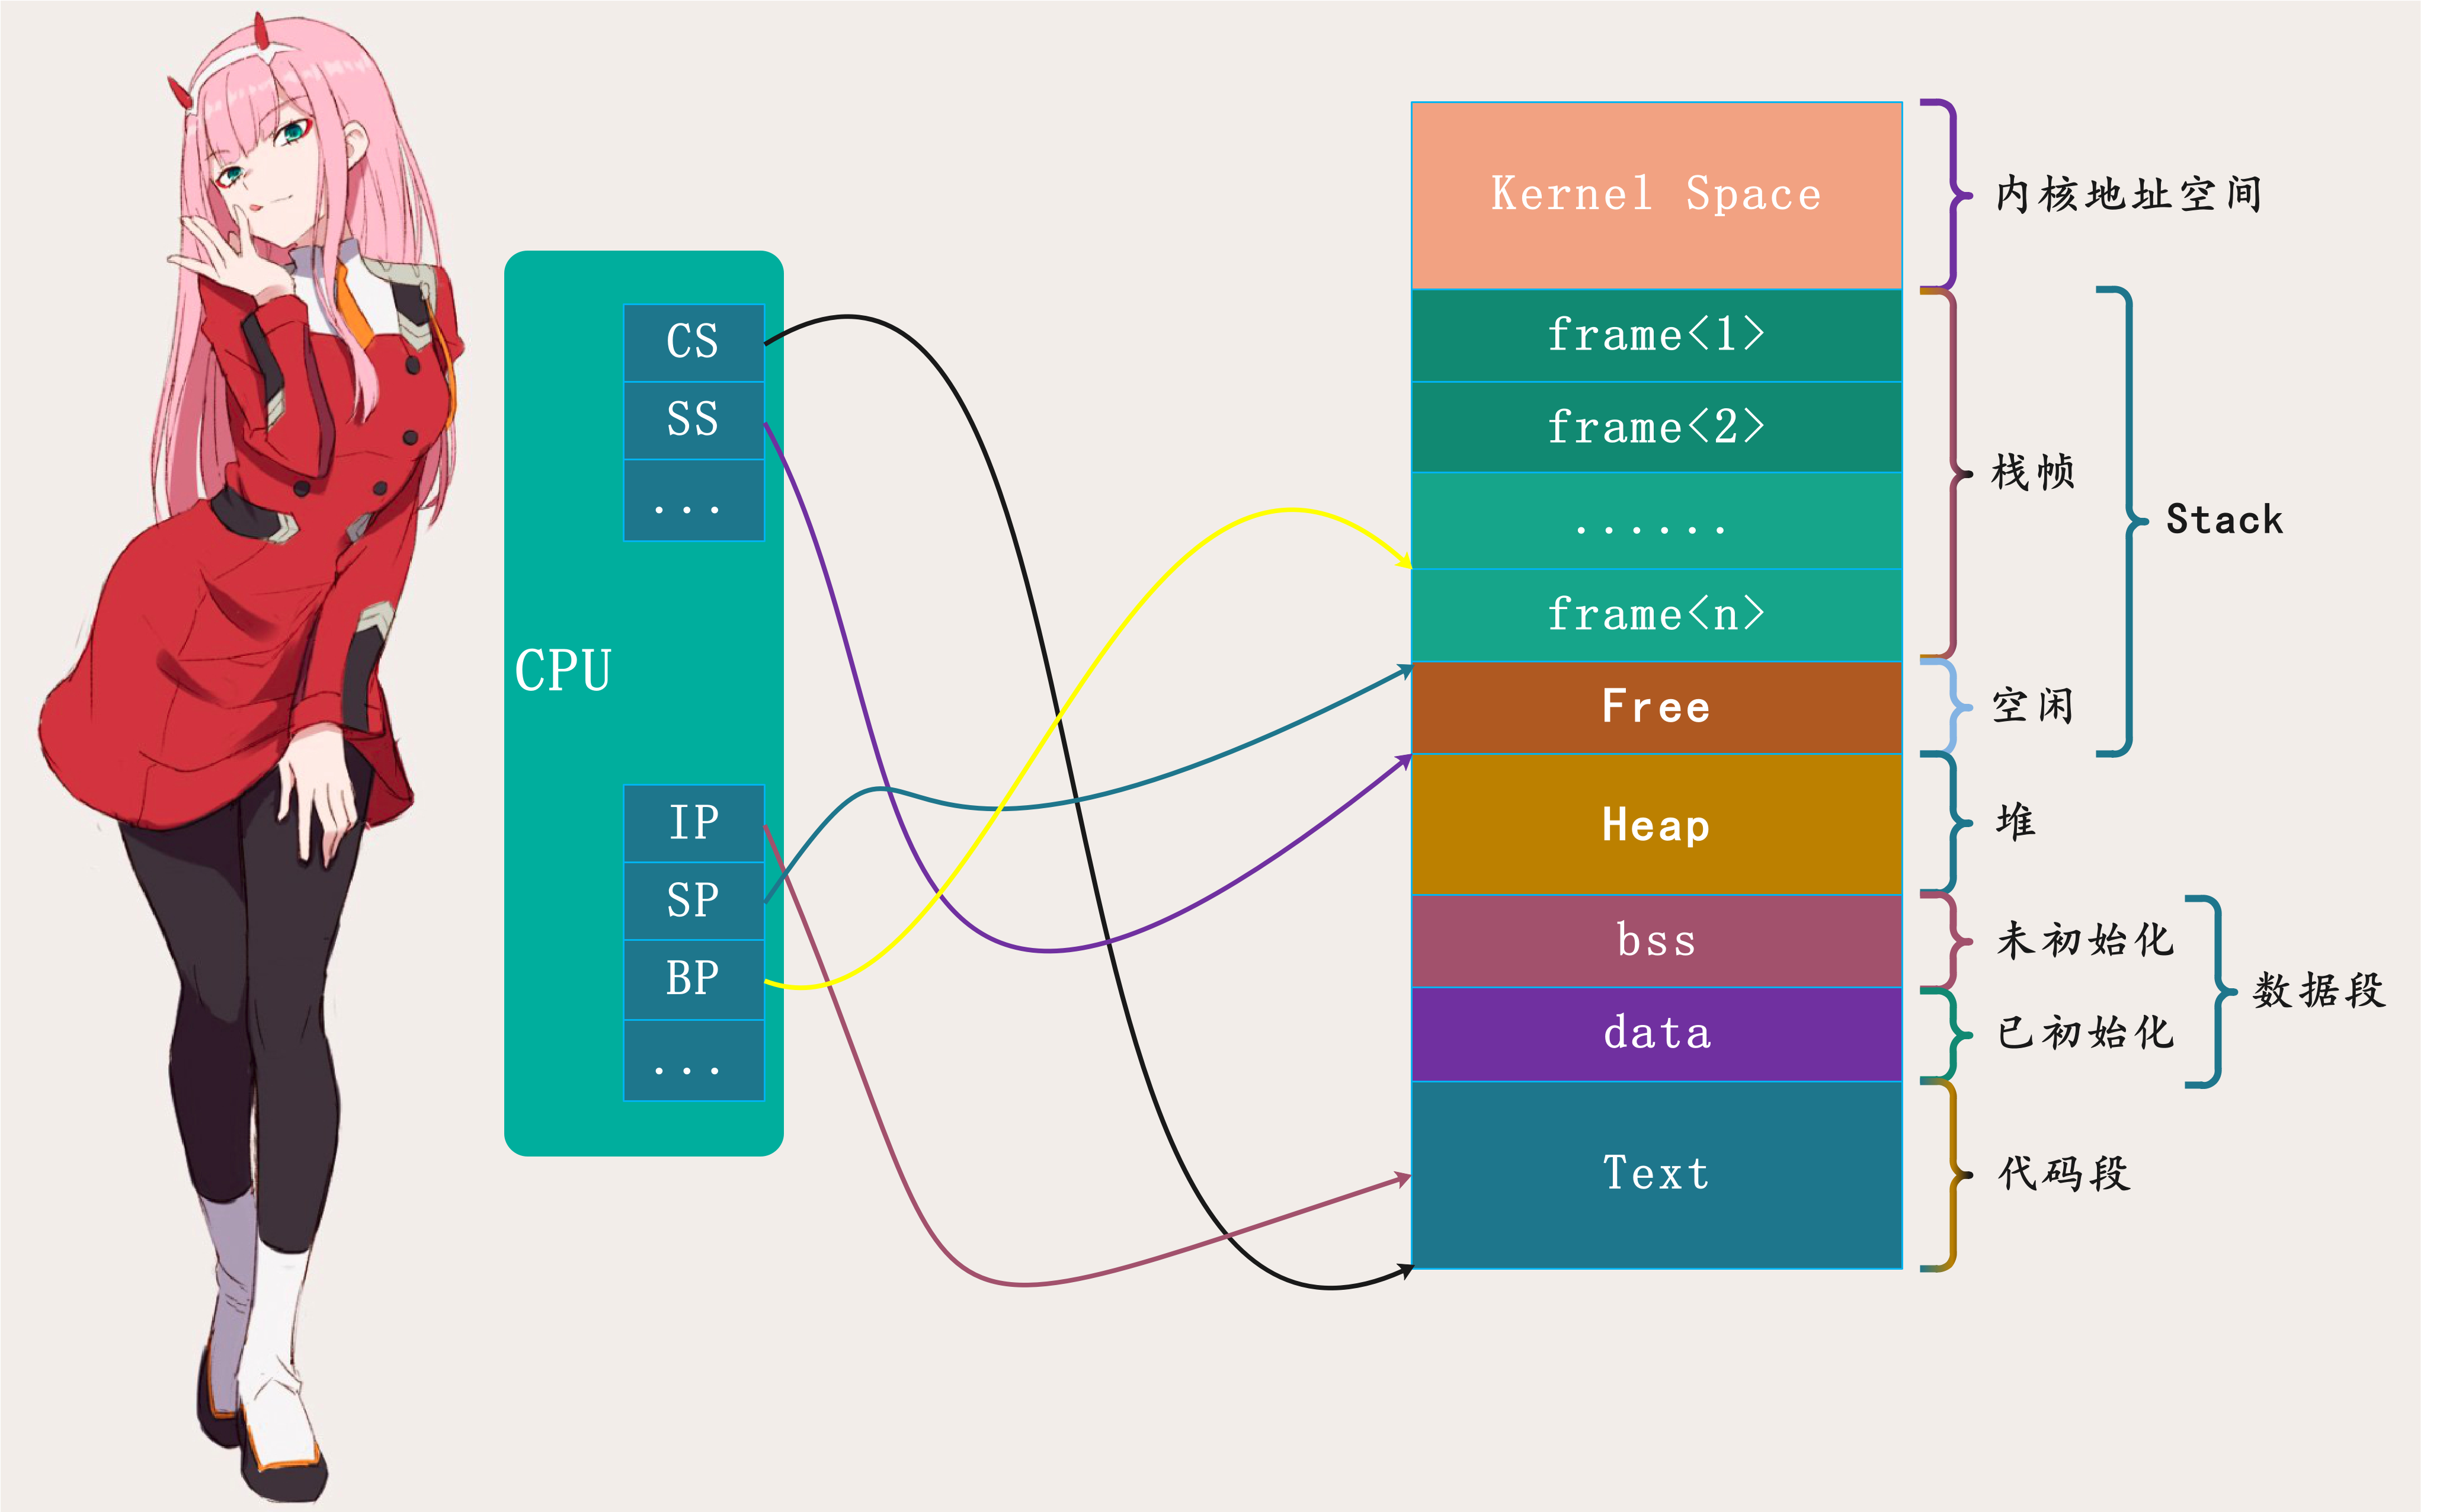 CPU
CS
SS
...
IP
SP
BP
...
Kernel Space
frame<1>
frame<2>
......
frame<n>
Free
Heap
bss
data
Text
内核地址空间
栈帧
空闲
Stack
堆
未初始化
已初始化
数据段
代码段